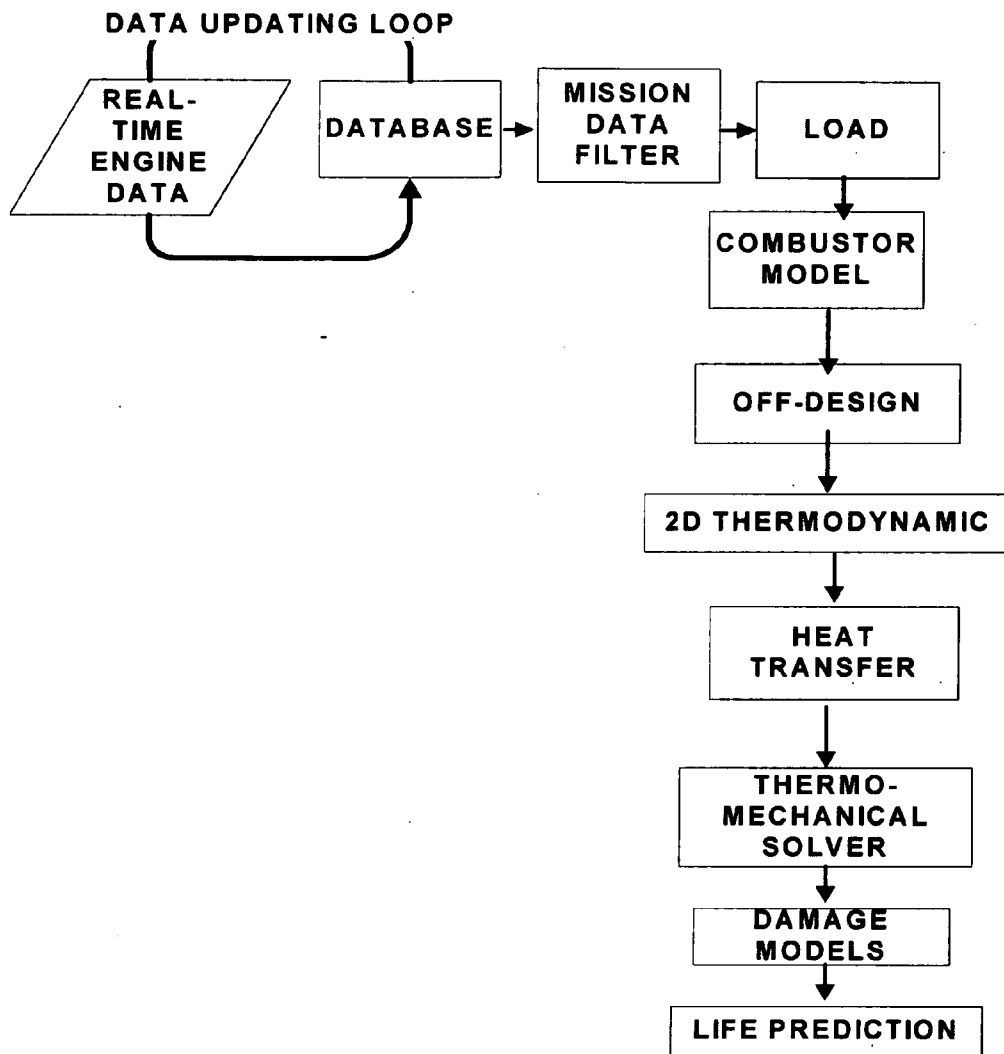 DATA UPDATING LOOP
REAL-
TIME
ENGINE
DATA
DATABASE
MISSION
DATA
FILTER
LOAD
COMBUSTOR
MODEL
OFF-DESIGN
2D THERMODYNAMIC
HEAT
TRANSFER
THERMO-
MECHANICAL
SOLVER
DAMAGE
MODELS
LIFE PREDICTION